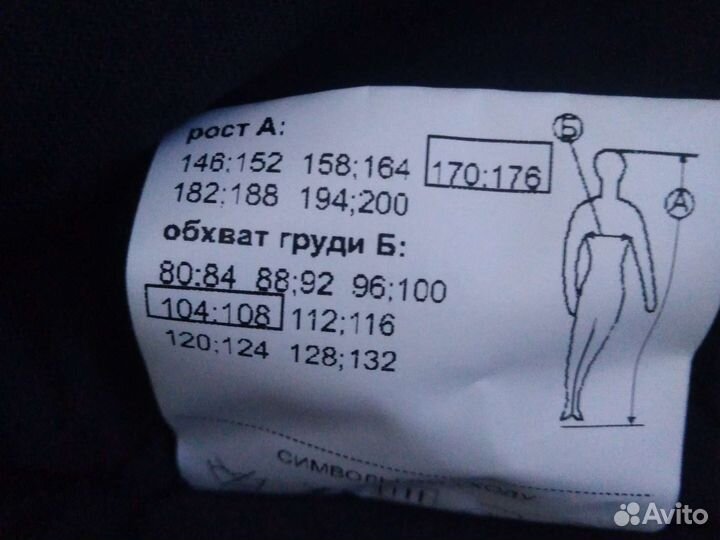 рост А:
146;152 158;164 170;176
182;188 194;200
обхват груди Б:
80;84 88;92 96;100
104;108 112;116
120;124 128;132
Б
А
Avito